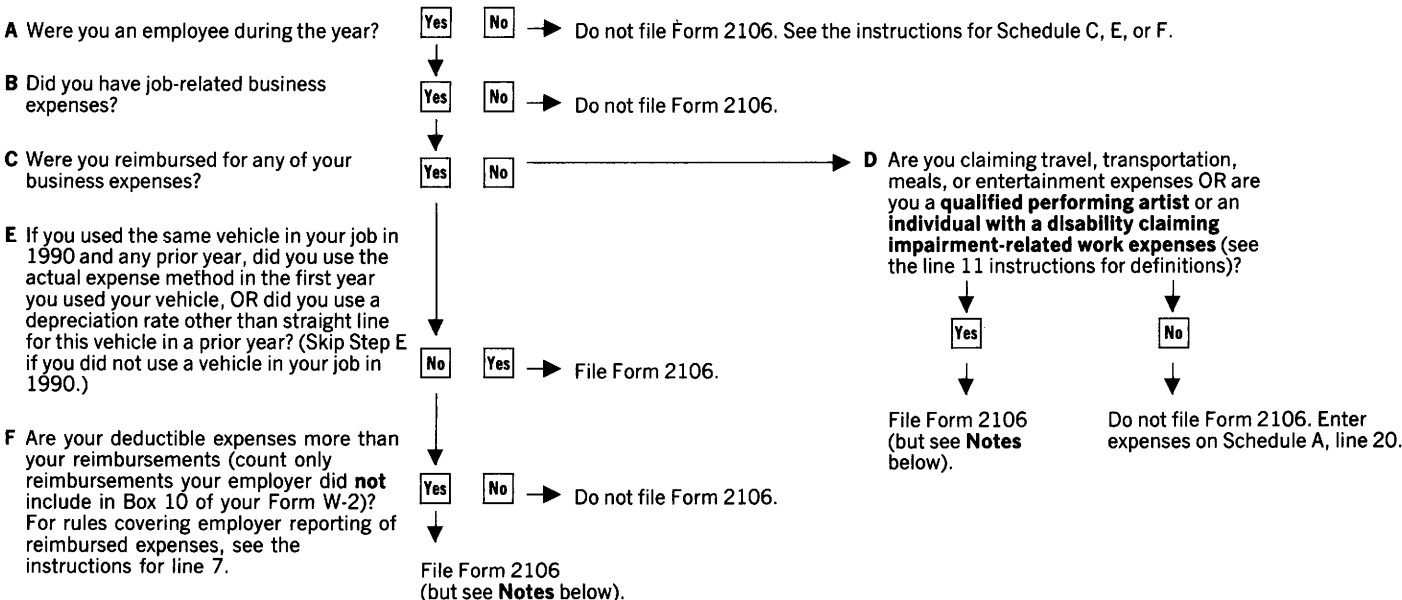 A Were you an employee during the year?
Yes No Do not file Form 2106. See the instructions for Schedule C, E, or F.
B Did you have job-related business
expenses?
Yes No Do not file Form 2106.
C Were you reimbursed for any of your
business expenses?
Yes No
D Are you claiming travel, transportation,
meals, or entertainment expenses OR are
you a qualified performing artist or an
individual with a disability claiming
impairment-related work expenses (see
the line 11 instructions for definitions)?
Yes No
File Form 2106
(but see Notes
below).
Do not file Form 2106. Enter
expenses on Schedule A, line 20.
E If you used the same vehicle in your job in
1990 and any prior year, did you use the
actual expense method in the first year
you used your vehicle, OR did you use a
depreciation rate other than straight line
for this vehicle in a prior year? (Skip Step E
if you did not use a vehicle in your job in
1990.)
No Yes File Form 2106.
F Are your deductible expenses more than
your reimbursements (count only
reimbursements your employer did not
include in Box 10 of your Form W-2)?
For rules covering employer reporting of
reimbursed expenses, see the
instructions for line 7.
Yes No Do not file Form 2106.
File Form 2106
(but see Notes below).